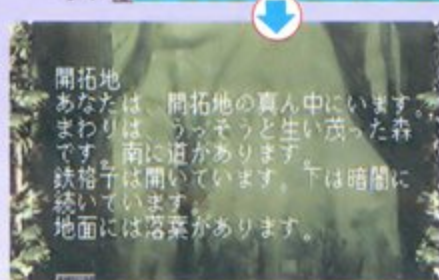 開拓地
あなたは、開拓地の真ん中にいます。
まわりは、うっそうと生い茂った森
です。南に道があります。
鉄格子は開いています。下は暗闇に
続いています。
地面には落葉があります。